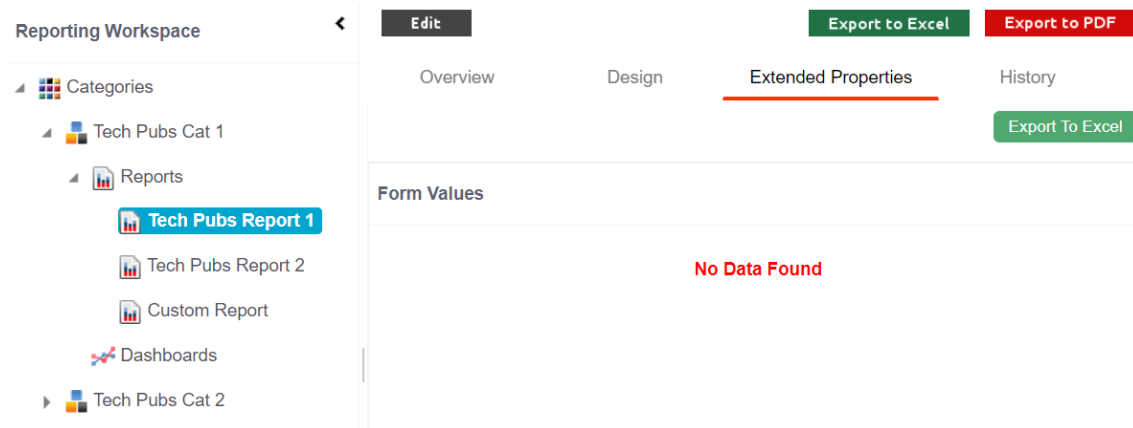 Reporting Workspace
Categories
Tech Pubs Cat 1
Reports
Tech Pubs Report 1
Tech Pubs Report 2
Custom Report
Dashboards
Tech Pubs Cat 2
Edit
Export to Excel
Export to PDF
Overview
Design
Extended Properties
History
Export To Excel
Form Values
No Data Found